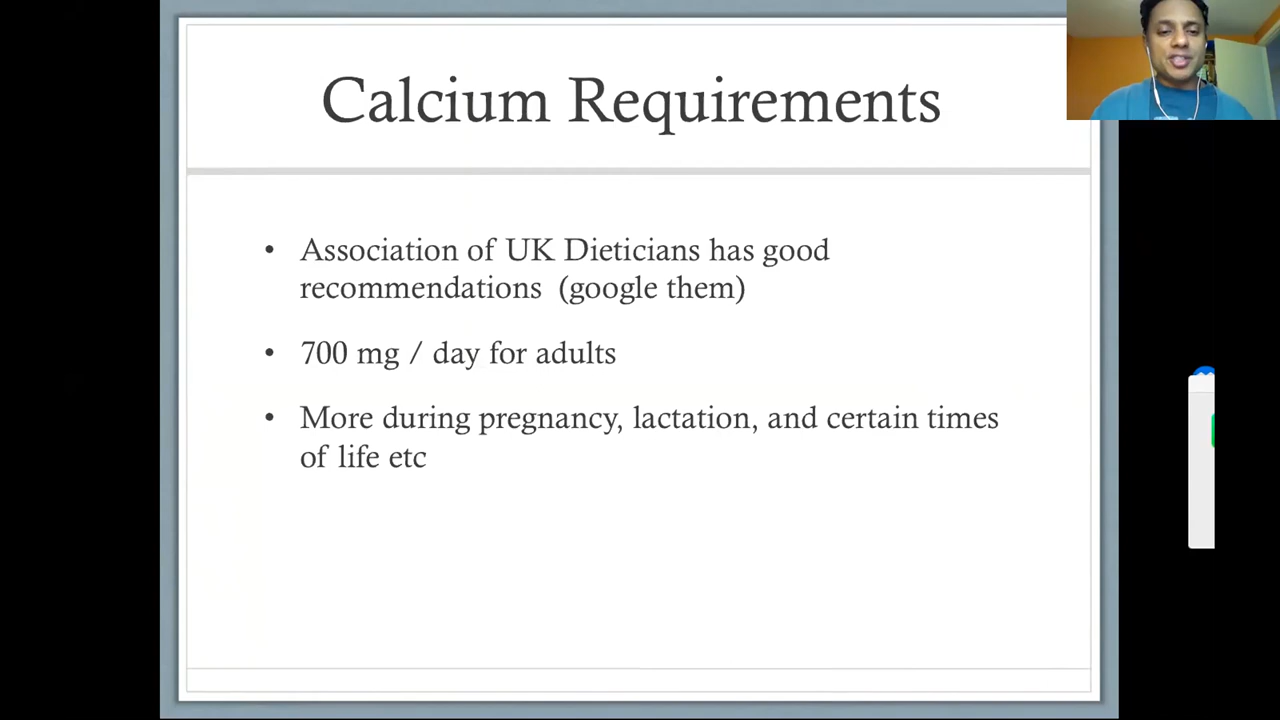 Calcium Requirements
• Association of UK Dieticians has good
recommendations (google them)
• 700 mg / day for adults
• More during pregnancy, lactation, and certain times
of life etc